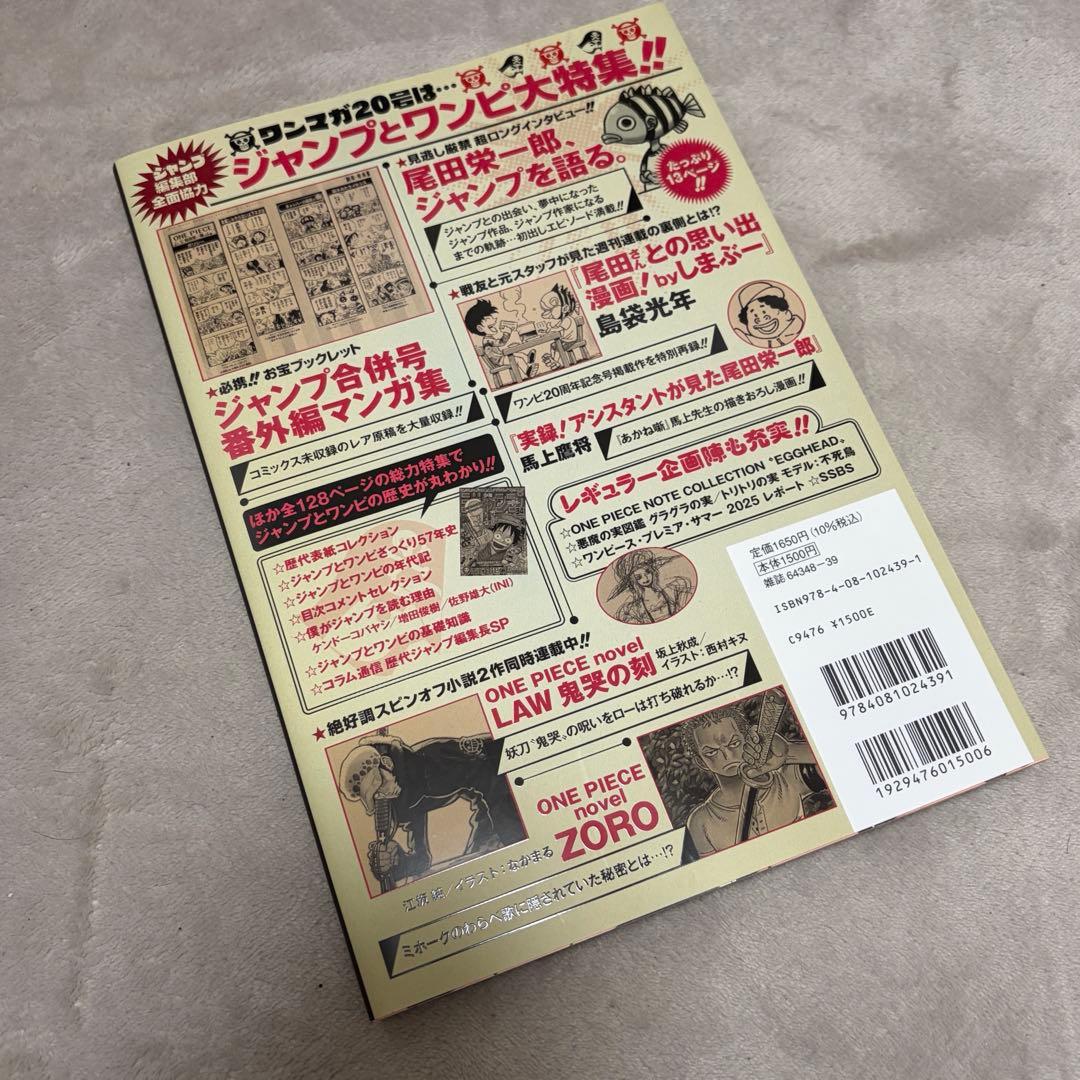 ワンマガ20号は…
ジャンプとワンピ大特集!!
ジャンプ
編集部
全面協力
★見逃し厳禁 超ロングインタビュー!!
尾田栄一郎、
ジャンプを語る。
たっぷり
13ページ
!!
ジャンプとの出会い、夢中になった
ジャンプ作品、ジャンプ作家になる
までの軌跡…初出しエピソード満載!!
★戦友と元スタッフが見た週刊連載の裏側とは!?
『尾田さんとの思い出
漫画！byしまぶー』
島袋光年
ワンピ20周年記念号掲載作を特別再録!!
『実録！アシスタントが見た尾田栄一郎』
馬上鷹将
『あかね噺』馬上先生の描きおろし漫画!!
ONE PIECE
★必携!! お宝ブックレット
ジャンプ合併号
番外編マンガ集
コミックス未収録のレア原稿を大量収録!!
ほか全128ページの総力特集で
ジャンプとワンピの歴史が丸わかり!!
☆歴代表紙コレクション
☆ジャンプとワンピざっくり57年史
☆ジャンプとワンピの年代記
☆目次コメントセレクション
☆僕がジャンプを読む理由
ケンドーコバヤシ/増田俊樹/佐野雄大(INI)
☆ジャンプとワンピの基礎知識
☆コラム通信 歴代ジャンプ編集長SP
レギュラー企画陣も充実!!
☆ONE PIECE NOTE COLLECTION "EGGHEAD"
☆悪魔の実図鑑 グラグラの実/トリトリの実 モデル：不死鳥
☆ワンピース・プレミア・サマー 2025 レポート ☆SSBS
★絶好調スピンオフ小説2作同時連載中!!
ONE PIECE novel
LAW 鬼哭の刻
坂上秋成/
イラスト：西村キヌ
妖刀"鬼哭"の呪いをローは打ち破れるか…!?
ONE PIECE
novel
ZORO
江坂 純/イラスト：なかまる
ミホークのわらべ歌に隠されていた秘密とは…!?
定価1650円(10%税込)
本体1500円
雑誌 64348-39
ISBN978-4-08-102439-1
C9476 ¥1500E
9784081024391
1929476015006